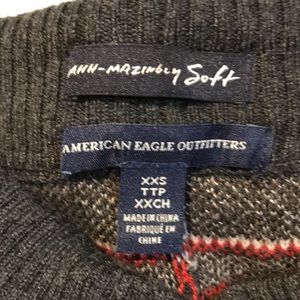 AHH-MAZINGLY Soft
AMERICAN EAGLE OUTFITTERS
XXS
TTP
XXCH
MADE IN CHINA
FABRIQUÉ EN
CHINE